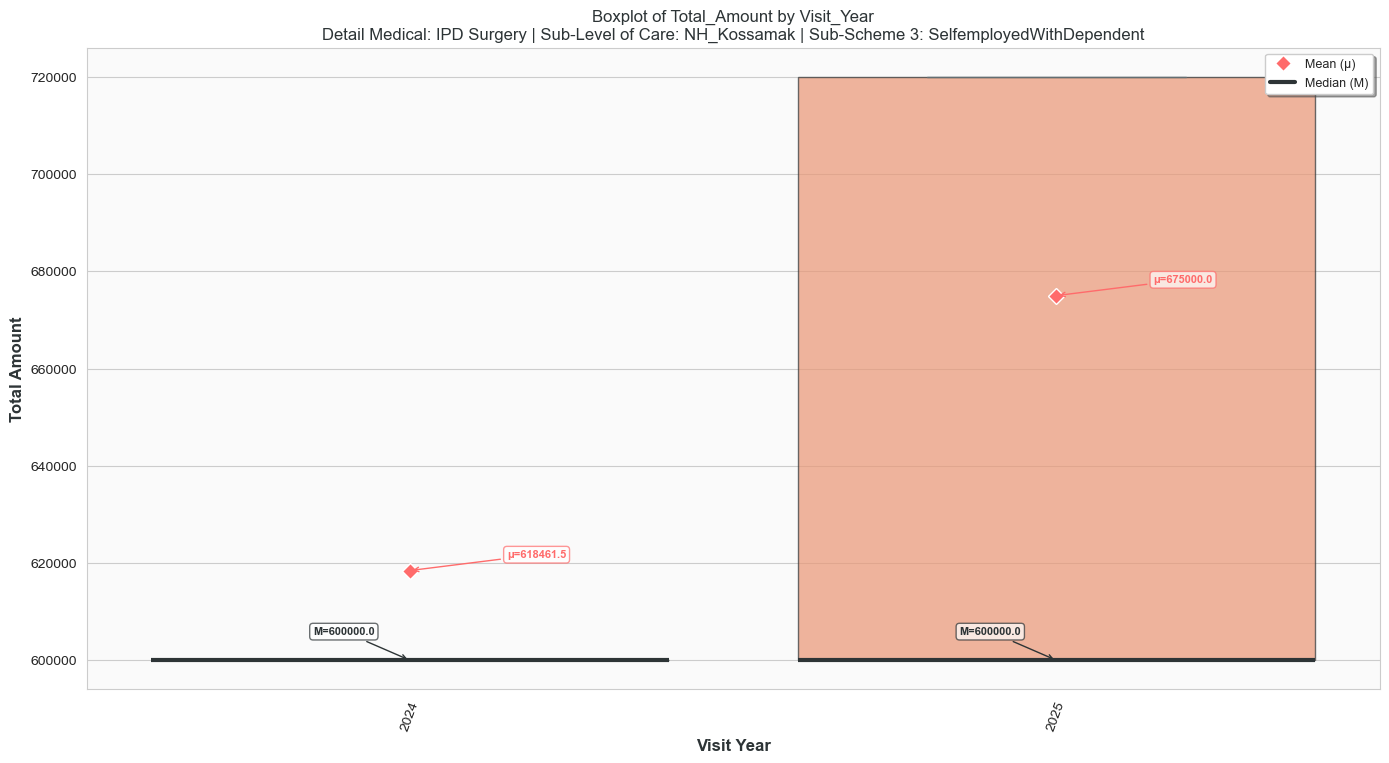 Boxplot of Total_Amount by Visit_Year
Detail Medical: IPD Surgery | Sub-Level of Care: NH_Kossamak | Sub-Scheme 3: SelfemployedWithDependent
Mean (μ)
Median (M)
720000
700000
680000
660000
640000
620000
600000
Total Amount
μ=675000.0
μ=618461.5
M=600000.0
M=600000.0
2024
2025
Visit Year